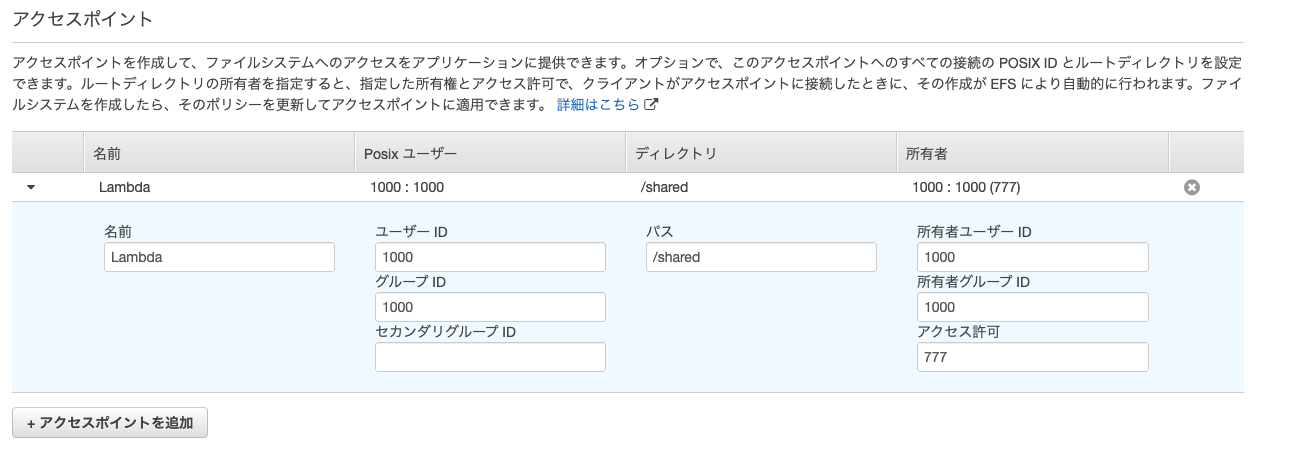 アクセスポイント
アクセスポイントを作成して、ファイルシステムへのアクセスをアプリケーションに提供できます。オプションで、このアクセスポイントへのすべての接続の POSIX ID とルートディレクトリを設定
できます。ルートディレクトリの所有者を指定すると、指定した所有権とアクセス許可で、クライアントがアクセスポイントに接続したときに、その作成が EFS により自動的に行われます。ファイ
ルシステムを作成したら、そのポリシーを更新してアクセスポイントに適用できます。 詳細はこちら
名前 Posix ユーザー ディレクトリ 所有者
Lambda 1000 : 1000 /shared 1000 : 1000 (777)
名前 ユーザー ID パス 所有者ユーザー ID
Lambda 1000 /shared 1000
グループ ID 所有者グループ ID
1000 1000
セカンダリグループ ID アクセス許可
777
+ アクセスポイントを追加